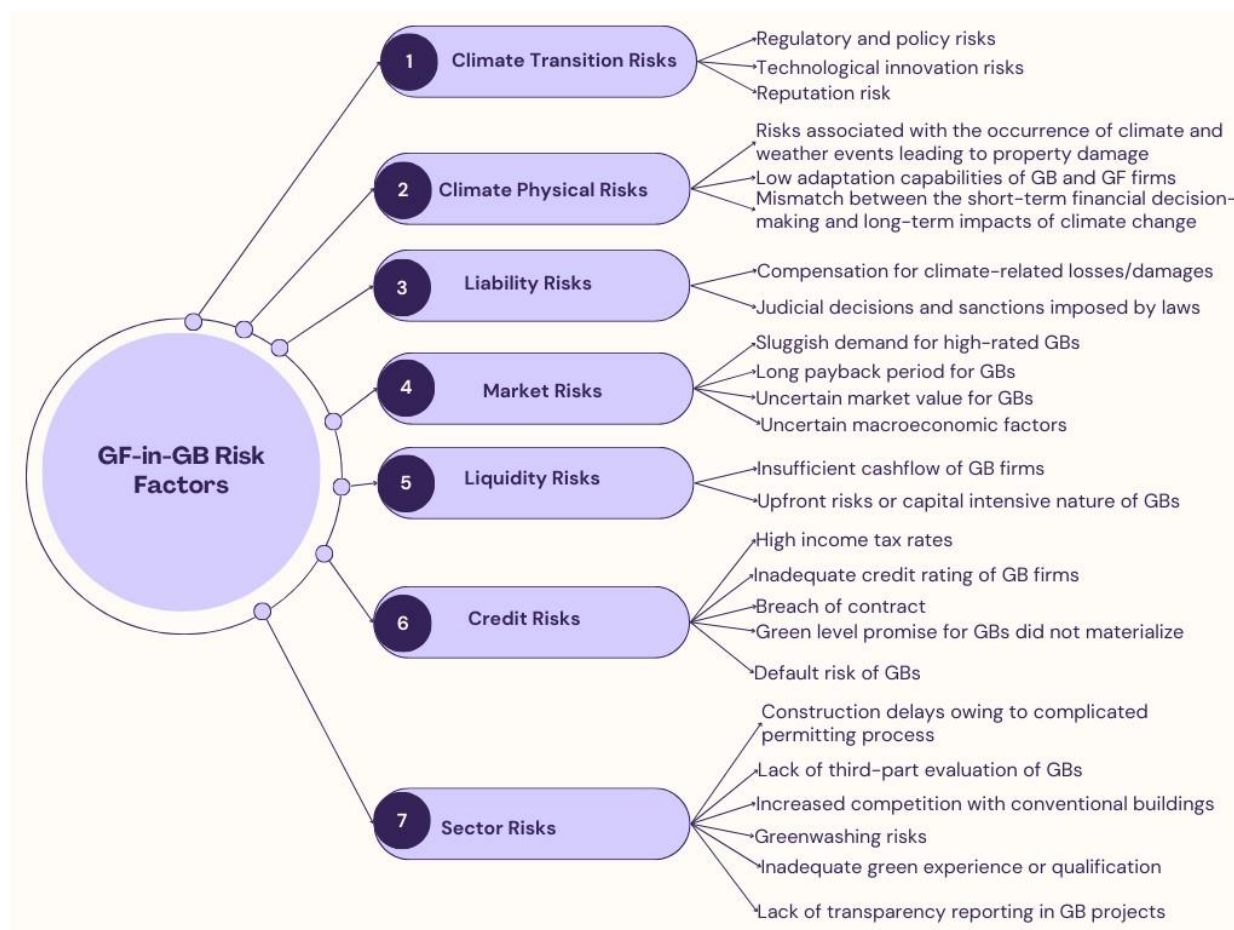 GF-in-GB Risk
Factors
1
Climate Transition Risks
Regulatory and policy risks
Technological innovation risks
Reputation risk
2
Climate Physical Risks
Risks associated with the occurrence of climate and
weather events leading to property damage
Low adaptation capabilities of GB and GF firms
Mismatch between the short-term financial decision-
making and long-term impacts of climate change
3
Liability Risks
Compensation for climate-related losses/damages
Judicial decisions and sanctions imposed by laws
4
Market Risks
Sluggish demand for high-rated GBs
Long payback period for GBs
Uncertain market value for GBs
Uncertain macroeconomic factors
5
Liquidity Risks
Insufficient cashflow of GB firms
Upfront risks or capital intensive nature of GBs
6
Credit Risks
High income tax rates
Inadequate credit rating of GB firms
Breach of contract
Green level promise for GBs did not materialize
Default risk of GBs
7
Sector Risks
Construction delays owing to complicated
permitting process
Lack of third-part evaluation of GBs
Increased competition with conventional buildings
Greenwashing risks
Inadequate green experience or qualification
Lack of transparency reporting in GB projects